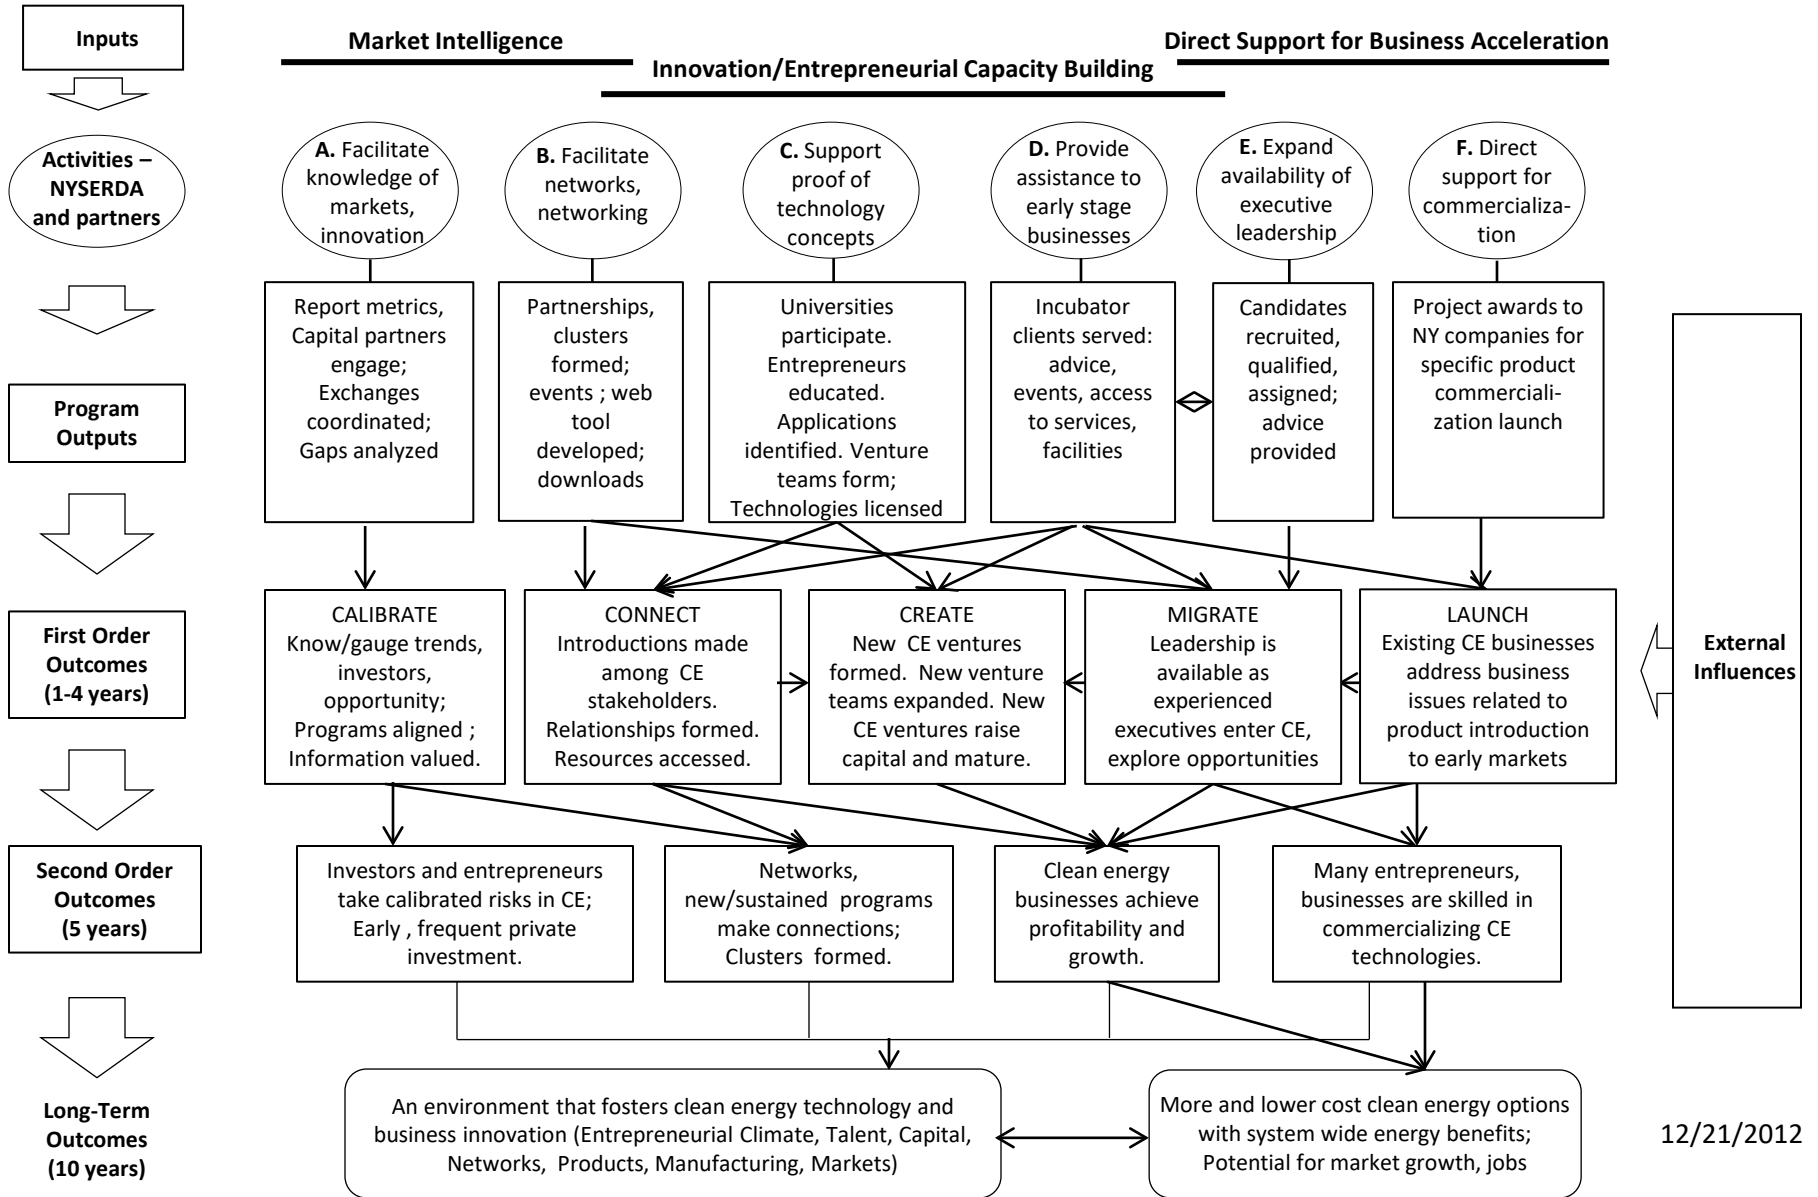 Inputs
Market Intelligence
Innovation/Entrepreneurial Capacity Building
Direct Support for Business Acceleration
Activities –
NYSERDA
and partners
A. Facilitate
knowledge of
markets,
innovation
B. Facilitate
networks,
networking
C. Support
proof of
technology
concepts
D. Provide
assistance to
early stage
businesses
E. Expand
availability of
executive
leadership
F. Direct
support for
commercializa-
tion
Program
Outputs
Report metrics,
Capital partners
engage;
Exchanges
coordinated;
Gaps analyzed
Partnerships,
clusters
formed;
events ; web
tool
developed;
downloads
Universities
participate.
Entrepreneurs
educated.
Applications
identified. Venture
teams form;
Technologies licensed
Incubator
clients served:
advice,
events, access
to services,
facilities
Candidates
recruited,
qualified,
assigned;
advice
provided
Project awards to
NY companies for
specific product
commerciali-
zation launch
First Order
Outcomes
(1-4 years)
CALIBRATE
Know/gauge trends,
investors,
opportunity;
Programs aligned ;
Information valued.
CONNECT
Introductions made
among CE
stakeholders.
Relationships formed.
Resources accessed.
CREATE
New CE ventures
formed. New venture
teams expanded. New
CE ventures raise
capital and mature.
MIGRATE
Leadership is
available as
experienced
executives enter CE,
explore opportunities
LAUNCH
Existing CE businesses
address business
issues related to
product introduction
to early markets
External
Influences
Second Order
Outcomes
(5 years)
Investors and entrepreneurs
take calibrated risks in CE;
Early , frequent private
investment.
Networks,
new/sustained programs
make connections;
Clusters formed.
Clean energy
businesses achieve
profitability and
growth.
Many entrepreneurs,
businesses are skilled in
commercializing CE
technologies.
Long-Term
Outcomes
(10 years)
An environment that fosters clean energy technology and
business innovation (Entrepreneurial Climate, Talent, Capital,
Networks, Products, Manufacturing, Markets)
More and lower cost clean energy options
with system wide energy benefits;
Potential for market growth, jobs
12/21/2012